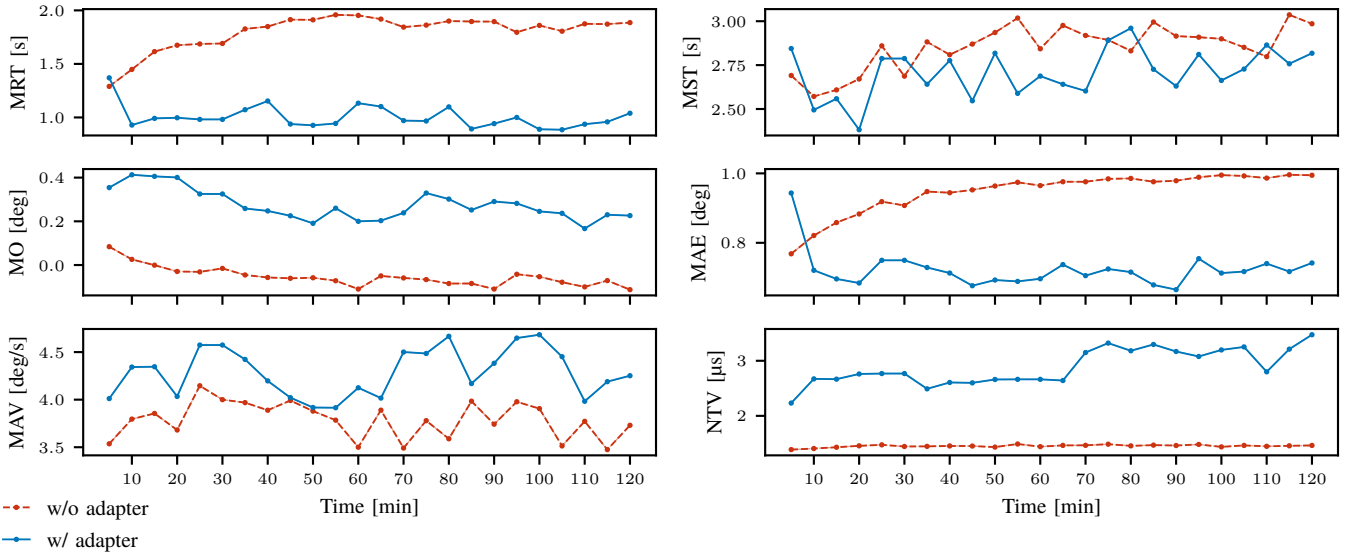 MRT [s]
2.0
1.5
1.0
MST [s]
3.00
2.75
2.50
MO [deg]
0.4
0.2
0.0
MAE [deg]
1.0
0.8
MAV [deg/s]
4.5
4.0
3.5
10 20 30 40 50 60 70 80 90 100 110 120
Time [min]
NTV [µs]
3
2
10 20 30 40 50 60 70 80 90 100 110 120
Time [min]
w/o adapter
w/ adapter